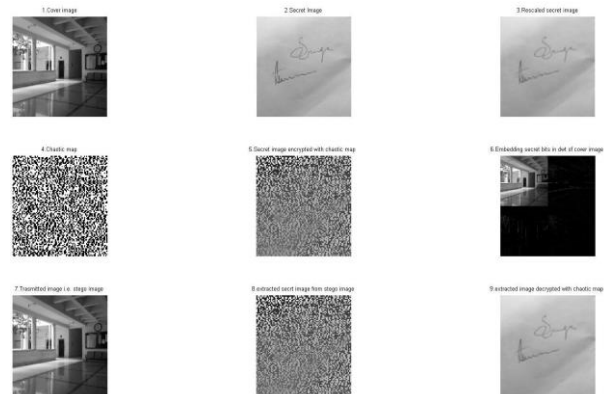 1.Cover image
2.Secret Image
3.Rescaled secret image
4.Chaotic map
5.Secret image encrypted with chaotic map
6.Embedding secret bits in dwt of cover image
7.Trasmitted image i.e. stego image
8.extracted secrt image from stego image
9.extracted image decrypted with chaotic map